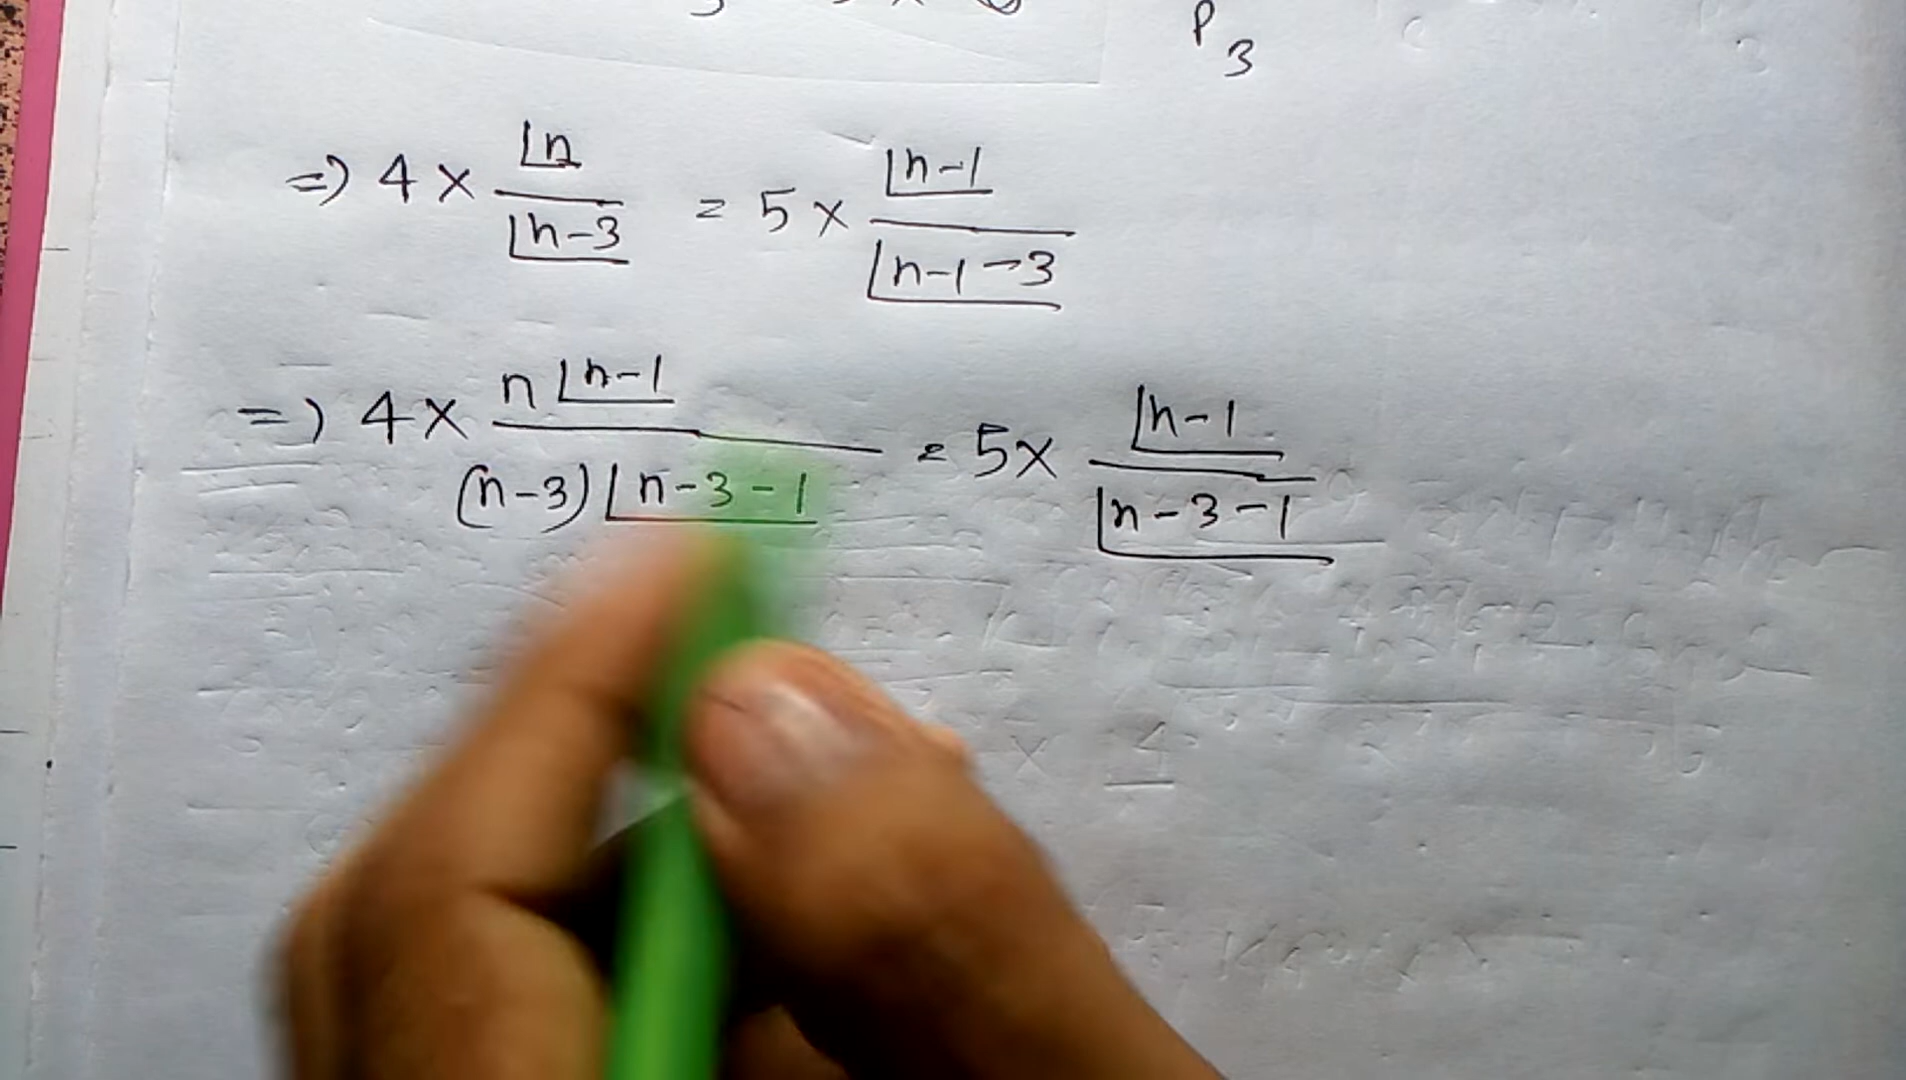 P 3
=> 4 × ⌊n / ⌊n-3 = 5 × ⌊n-1 / ⌊n-1-3
=> 4 × n⌊n-1 / (n-3)⌊n-3-1 = 5 × ⌊n-1 / ⌊n-3-1